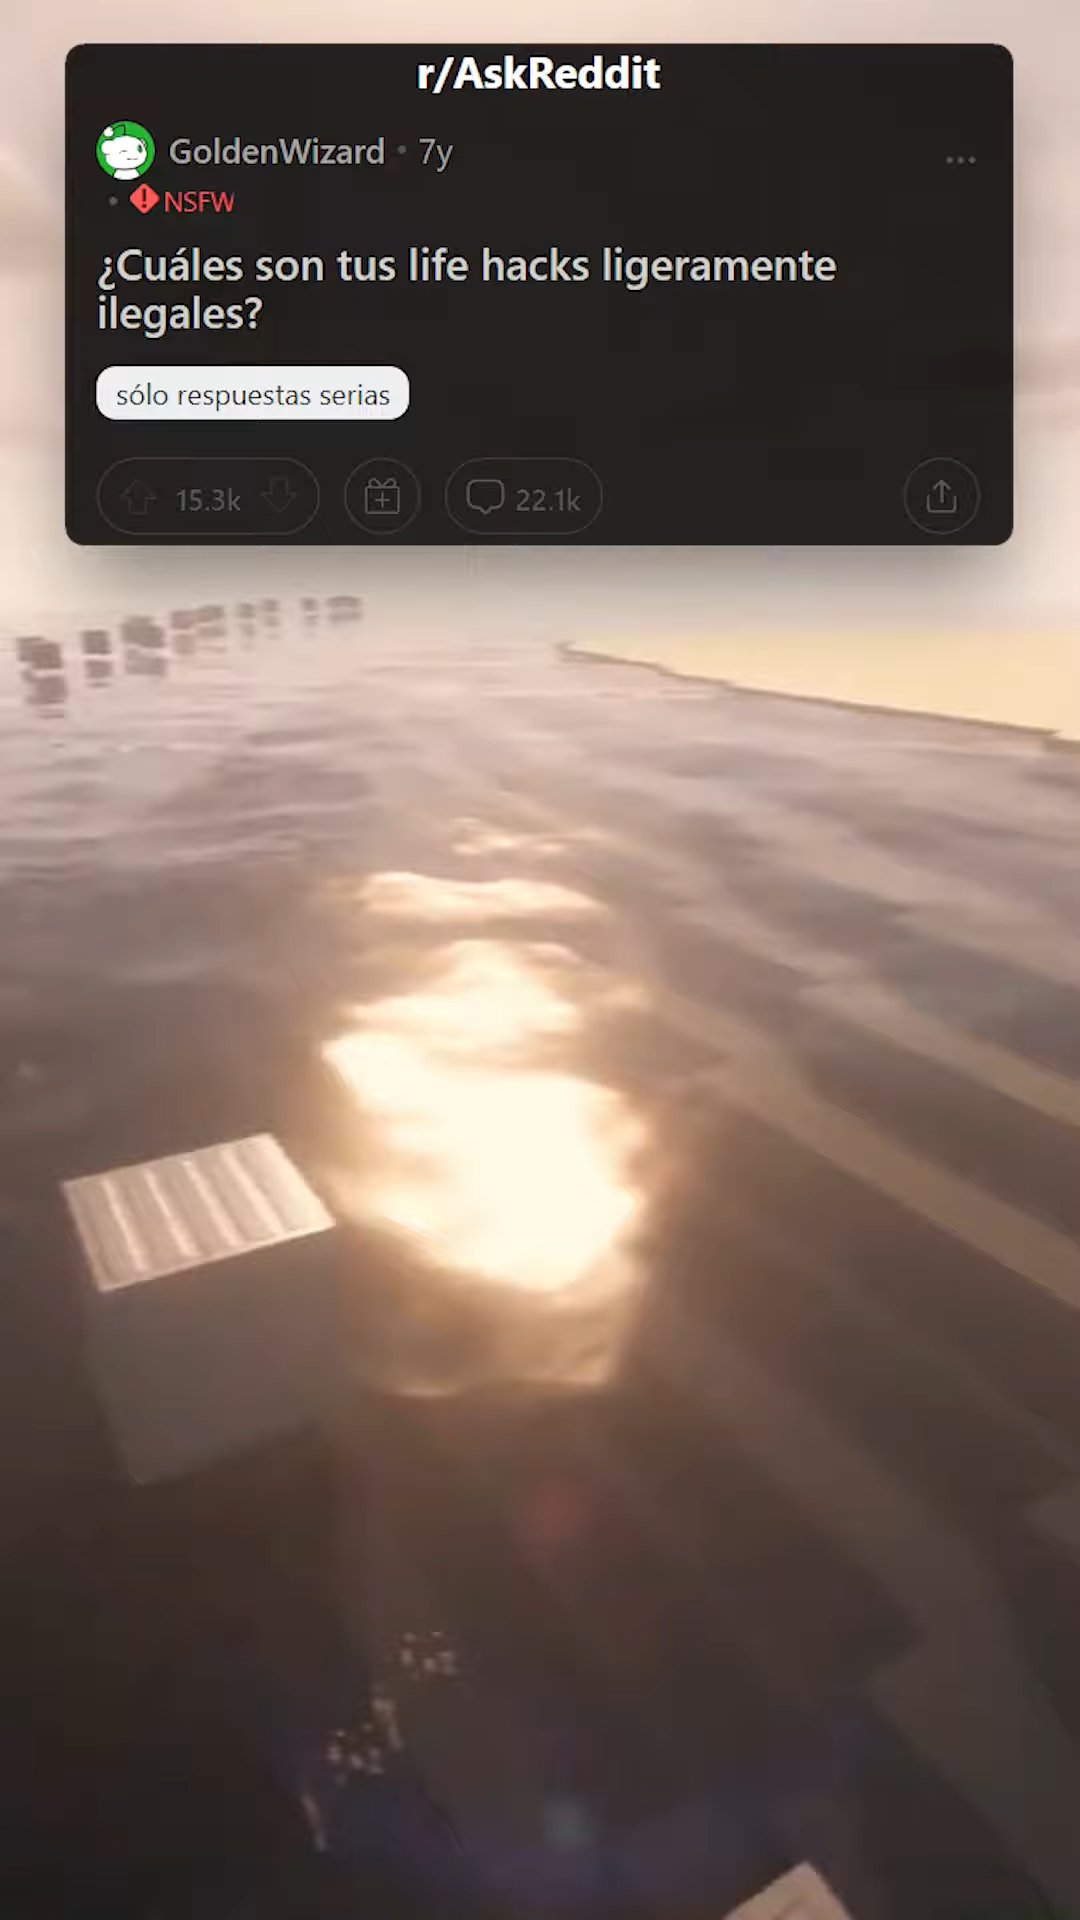 r/AskReddit
GoldenWizard • 7y
• NSFW
¿Cuáles son tus life hacks ligeramente
ilegales?
sólo respuestas serias
15.3k 22.1k